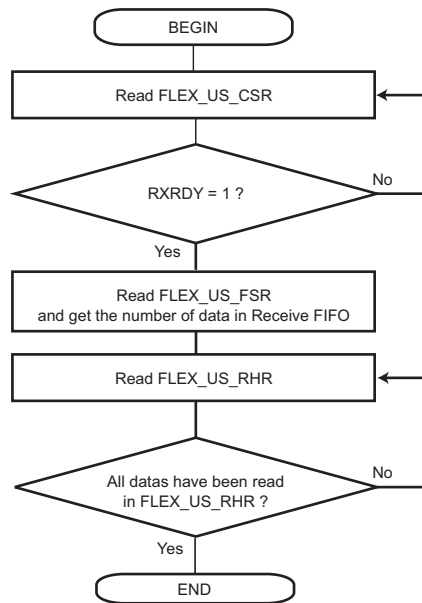 BEGIN
Read FLEX_US_CSR
RXRDY = 1 ?
No
Yes
Read FLEX_US_FSR
and get the number of data in Receive FIFO
Read FLEX_US_RHR
All datas have been read
in FLEX_US_RHR ?
No
Yes
END